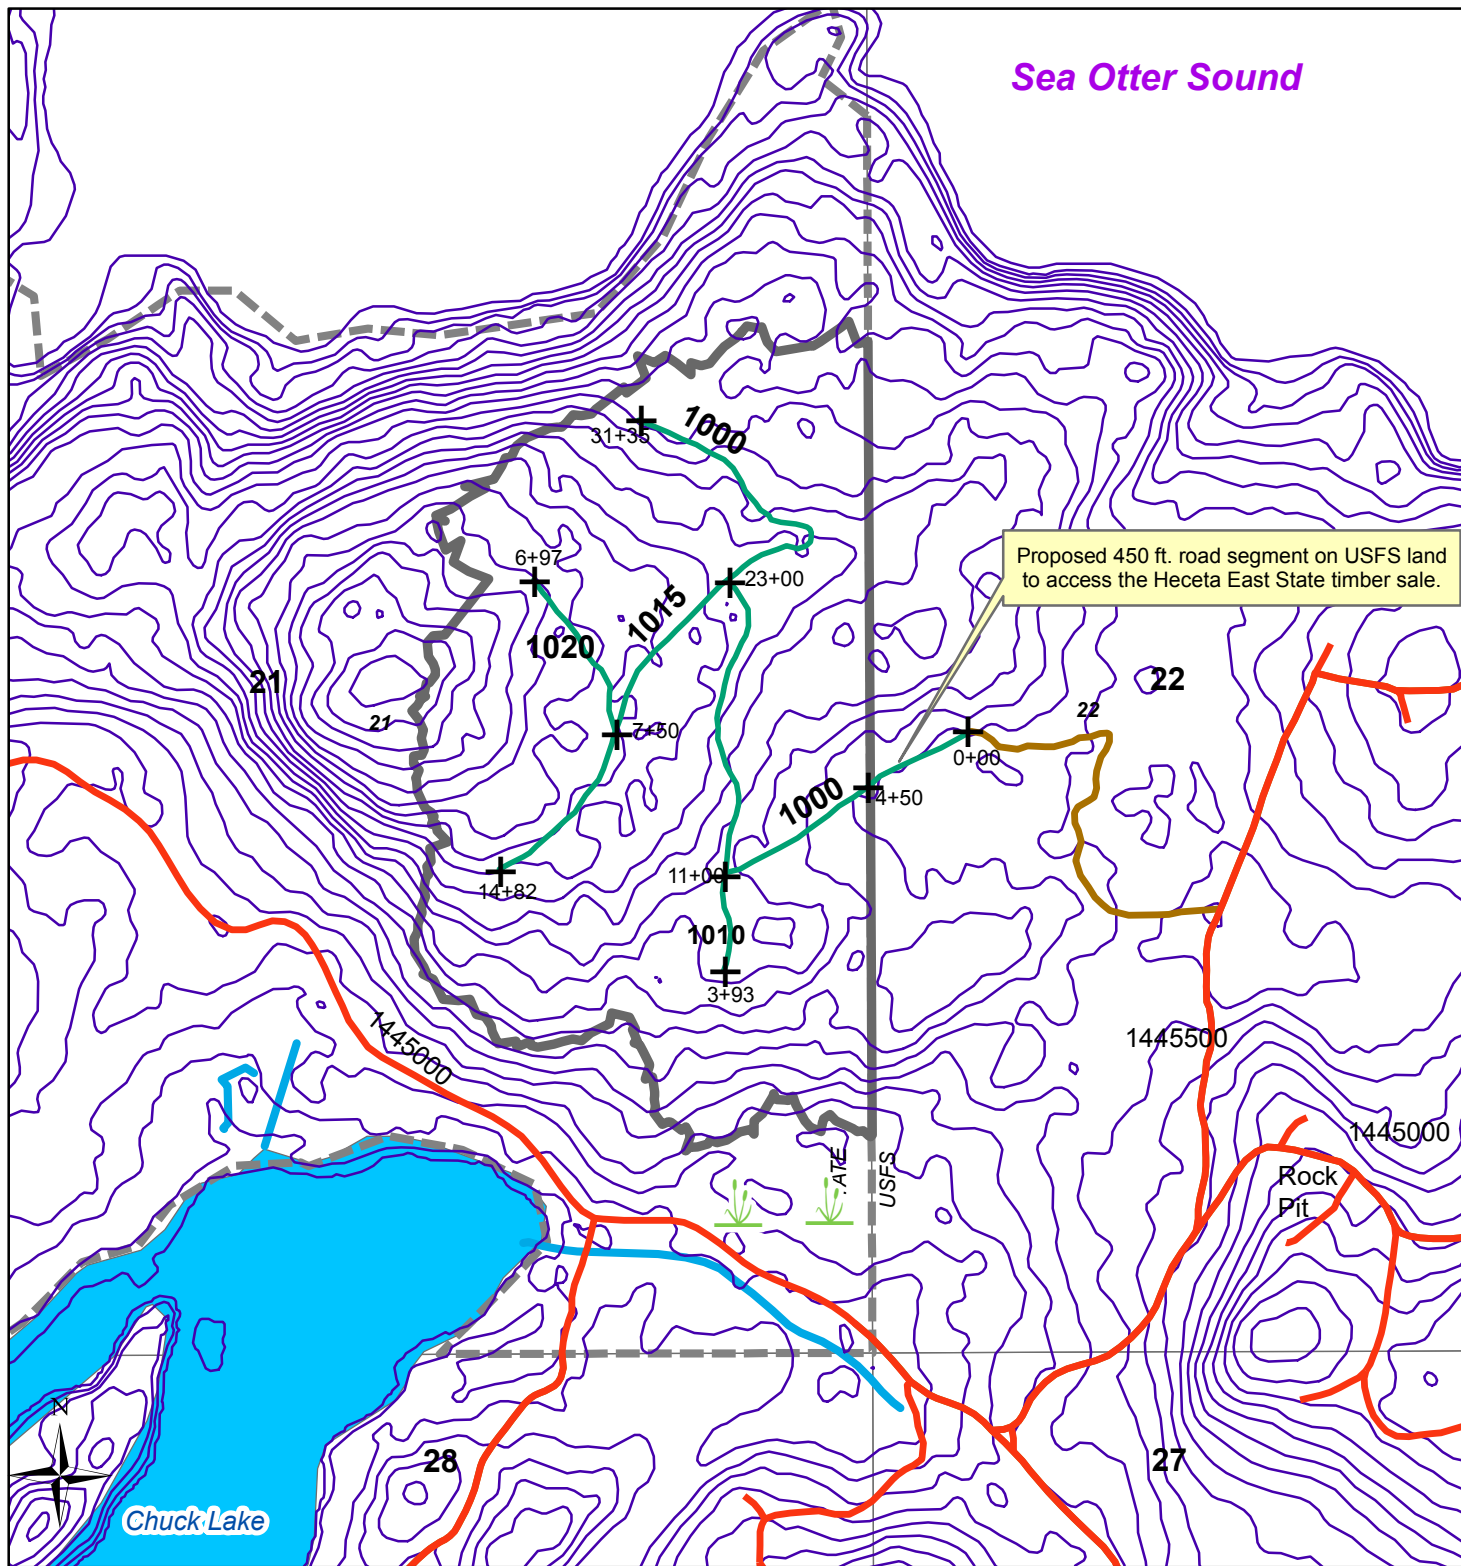 Sea Otter Sound
1000
31+35
Proposed 450 ft. road segment on USFS land
to access the Heceta East State timber sale.
6+97
23+00
1015
1020
21
22
21
22
7+50
0+00
1000
4+50
11+00
14+82
1010
3+93
1445000
1445500
1445000
ATE
USFS
Rock
Pit
N
28
27
Chuck Lake